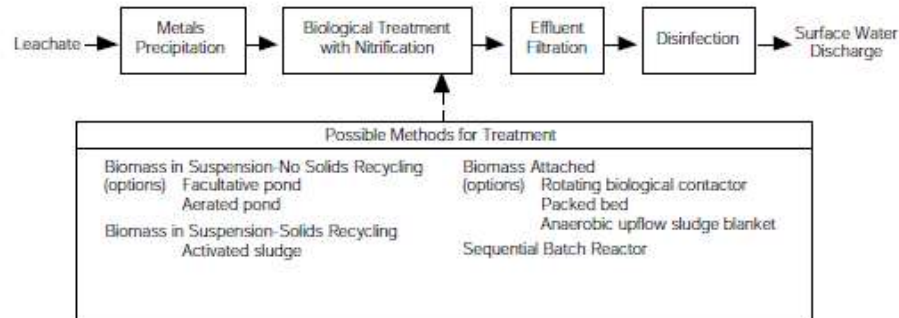 Leachate
Metals
Precipitation
Biological Treatment
with Nitrification
Effluent
Filtration
Disinfection
Surface Water
Discharge
Possible Methods for Treatment
Biomass in Suspension-No Solids Recycling
(options) Facultative pond
Aerated pond
Biomass in Suspension-Solids Recycling
Activated sludge
Biomass Attached
(options) Rotating biological contactor
Packed bed
Anaerobic upflow sludge blanket
Sequential Batch Reactor